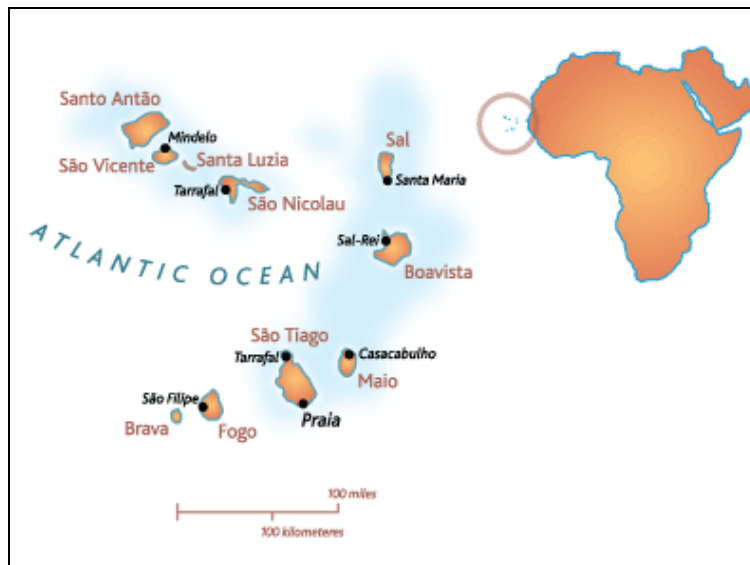 Santo Antão
Mindelo
São Vicente
Santa Luzia
Tarrafal
São Nicolau
Sal
Santa Maria
Sal-Rei
Boavista
ATLANTIC OCEAN
São Tiago
Tarrafal
Casacabulho
Maio
São Filipe
Praia
Brava
Fogo
100 miles
100 kilometeres